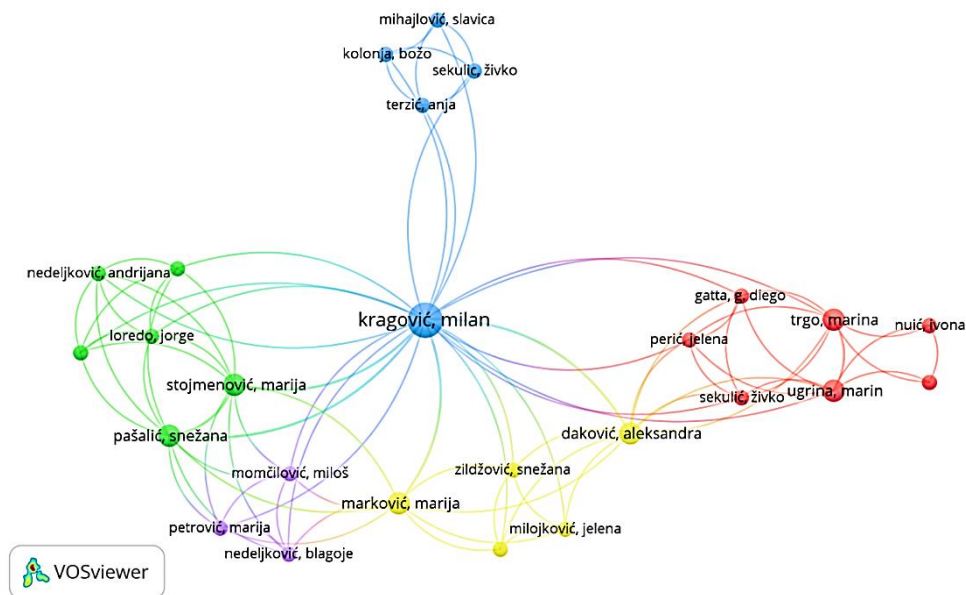 mihajlović, slavica
kolonja, božo
sekulić, živko
terzić, anja
nedeljković, andrijana
gatta, g. diego
kragović, milan
trgo, marina
nuić, ivona
loredo, jorge
perić, jelena
stojmenović, marija
sekulić, živko
ugrina, marin
pašalić, snežana
daković, aleksandra
momčilović, miloš
zildžović, snežana
marković, marija
petrović, marija
milojković, jelena
nedeljković, blagoje
VOSviewer